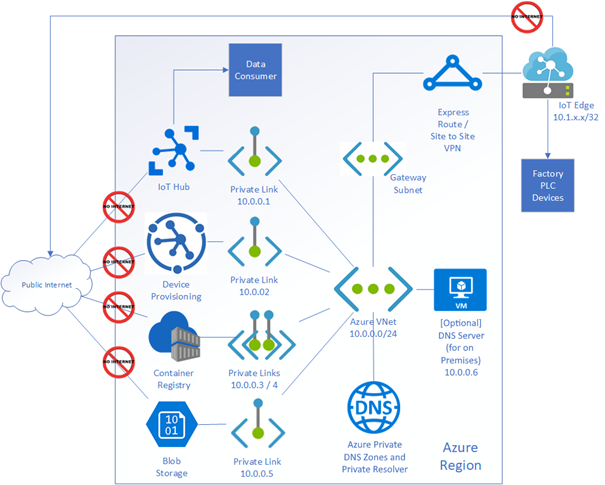 NO INTERNET
Data
Consumer
IoT Edge
10.1.x.x/32
Express
Route /
Site to Site
VPN
IoT Hub
Private Link
10.0.0.1
Gateway
Subnet
Factory
PLC
Devices
NO INTERNET
NO INTERNET
Device
Provisioning
Private Link
10.0.02
Public Internet
NO INTERNET
Azure VNet
10.0.0.0/24
VM
[Optional]
DNS Server
(for on
Premises)
10.0.0.6
Container
Registry
Private Links
10.0.0.3 / 4
NO INTERNET
10
01
Blob
Storage
Private Link
10.0.0.5
DNS
Azure Private
DNS Zones and
Private Resolver
Azure
Region